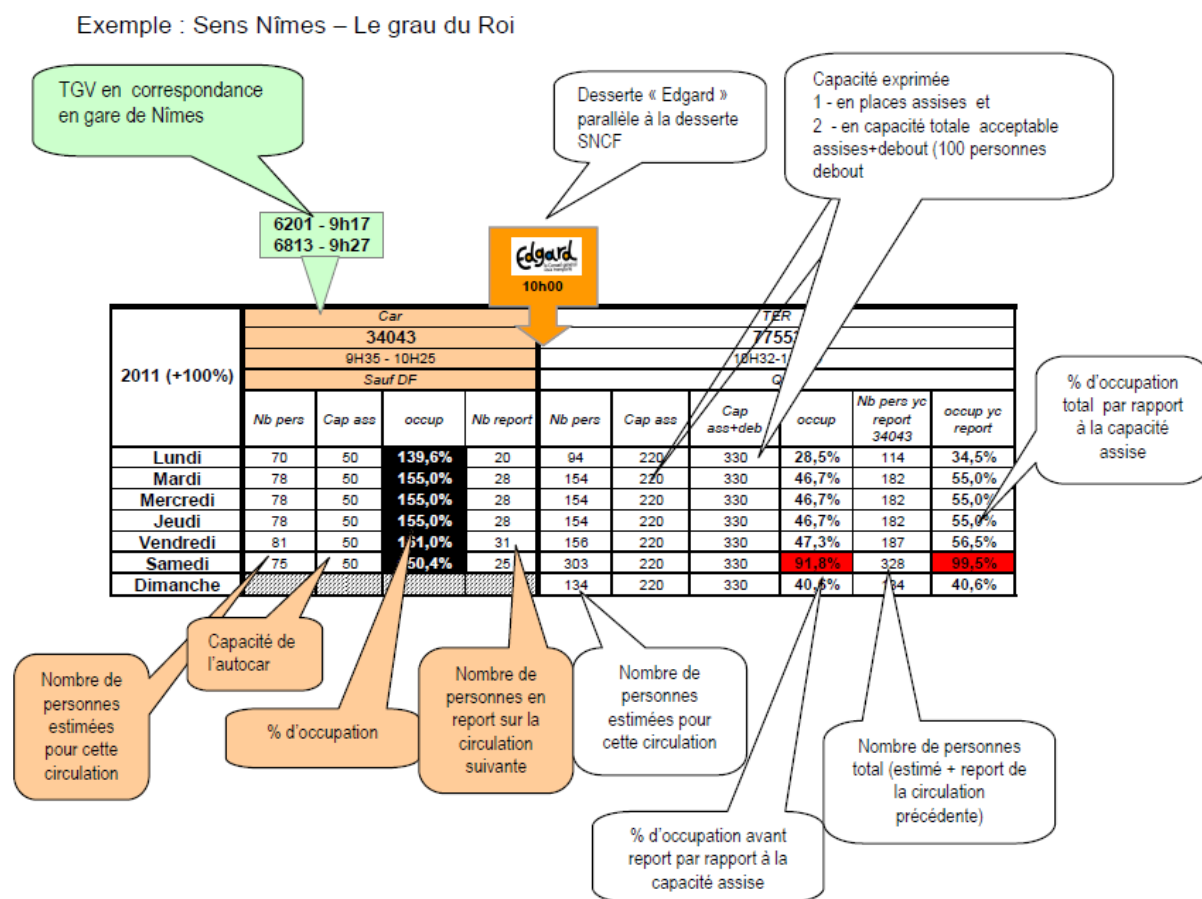 Exemple : Sens Nîmes – Le grau du Roi
TGV en correspondance
en gare de Nîmes
Desserte « Edgard »
parallèle à la desserte
SNCF
Capacité exprimée
1 - en places assises et
2 - en capacité totale acceptable
assises+debout (100 personnes
debout
6201 - 9h17
6813 - 9h27
Edgard
10h00
2011 (+100%)
Car
TER
34043
7755
9H35 - 10H25
10H32-1
Sauf DF
Q
Nb pers Cap ass occup Nb report Nb pers Cap ass Cap ass+deb occup Nb pers yc report 34043 occup yc report
Lundi 70 50 139,6% 20 94 220 330 28,5% 114 34,5%
Mardi 78 50 155,0% 28 154 220 330 46,7% 182 55,0%
Mercredi 78 50 155,0% 28 154 220 330 46,7% 182 55,0%
Jeudi 78 50 155,0% 28 154 220 330 46,7% 182 55,0%
Vendredi 81 50 161,0% 31 156 220 330 47,3% 187 56,5%
Samedi 75 50 50,4% 25 303 220 330 91,8% 328 99,5%
Dimanche 134 220 330 40,6% 134 40,6%
% d'occupation
total par rapport
à la capacité
assise
Capacité de
l'autocar
Nombre de
personnes
estimées
pour cette
circulation
% d'occupation
Nombre de
personnes en
report sur la
circulation
suivante
Nombre de
personnes
estimées pour
cette circulation
Nombre de personnes
total (estimé + report de
la circulation
précédente)
% d'occupation avant
report par rapport à la
capacité assise